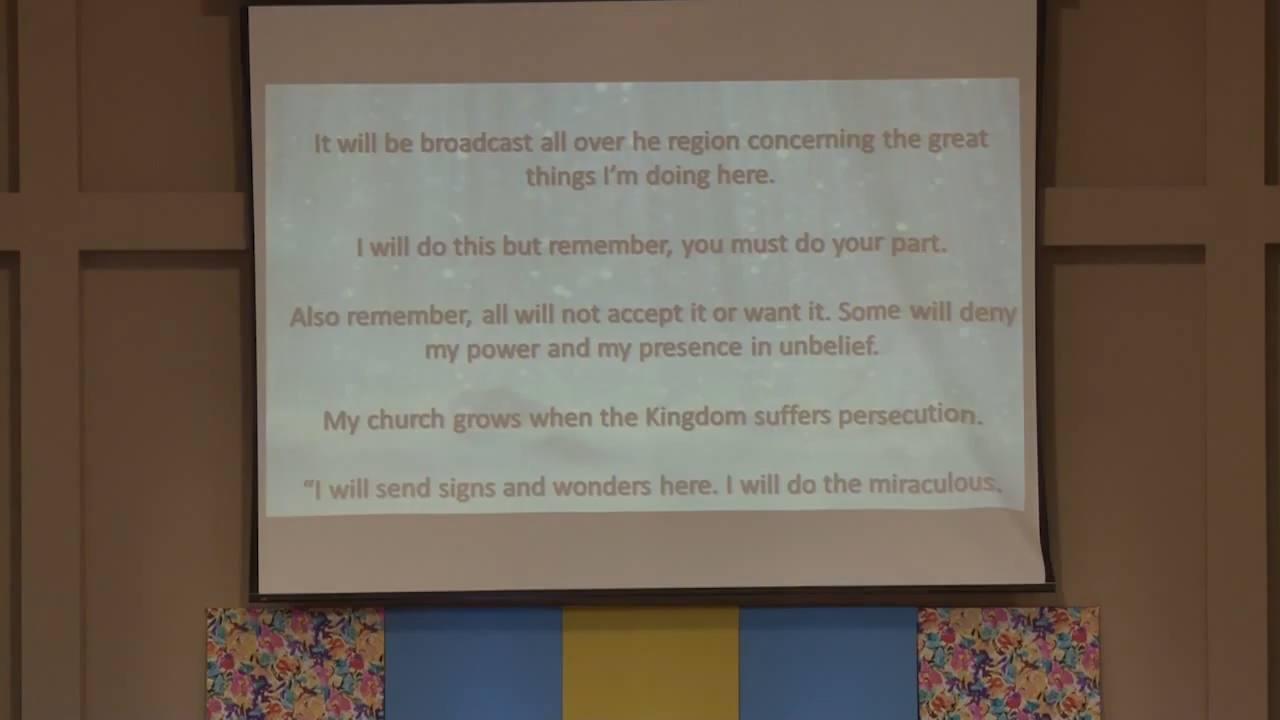 It will be broadcast all over he region concerning the great
things I'm doing here.
I will do this but remember, you must do your part.
Also remember, all will not accept it or want it. Some will deny
my power and my presence in unbelief.
My church grows when the Kingdom suffers persecution.
“I will send signs and wonders here. I will do the miraculous.